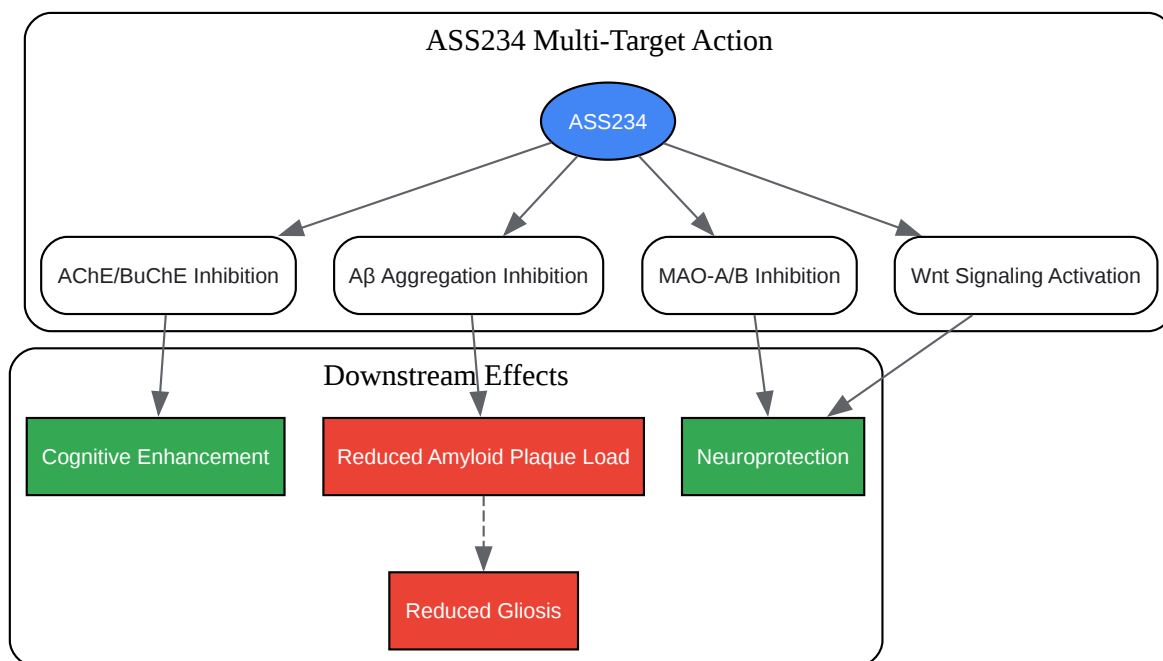 ASS234 Multi-Target Action
ASS234
AChE/BuChE Inhibition
Aβ Aggregation Inhibition
MAO-A/B Inhibition
Wnt Signaling Activation
Downstream Effects
Cognitive Enhancement
Reduced Amyloid Plaque Load
Neuroprotection
Reduced Gliosis